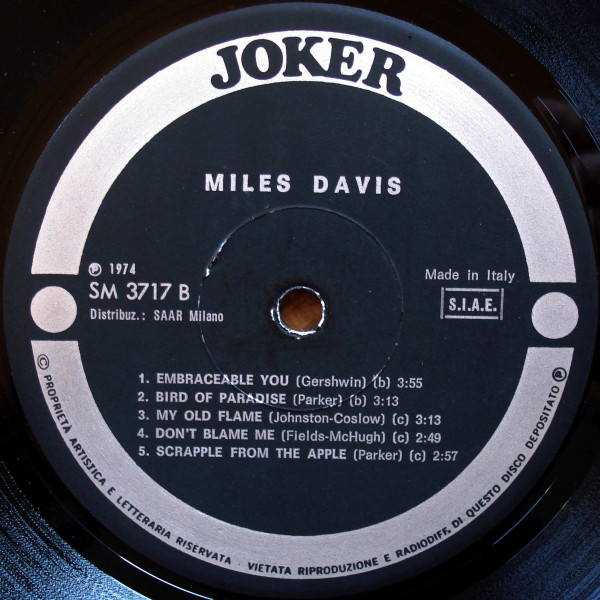 JOKER
MILES DAVIS
Ⓟ 1974
SM 3717 B
Distribuz.: SAAR Milano
Made in Italy
S.I.A.E.
1. EMBRACEABLE YOU (Gershwin) (b) 3:55
2. BIRD OF PARADISE (Parker) (b) 3:13
3. MY OLD FLAME (Johnston-Coslow) (c) 3:13
4. DON'T BLAME ME (Fields-McHugh) (c) 2:49
5. SCRAPPLE FROM THE APPLE (Parker) (c) 2:57
© PROPRIETA ARTISTICA E LETTERARIA RISERVATA - VIETATA RIPRODUZIONE E RADIODIFF. DI QUESTO DISCO DEPOSITATO Ⓟ